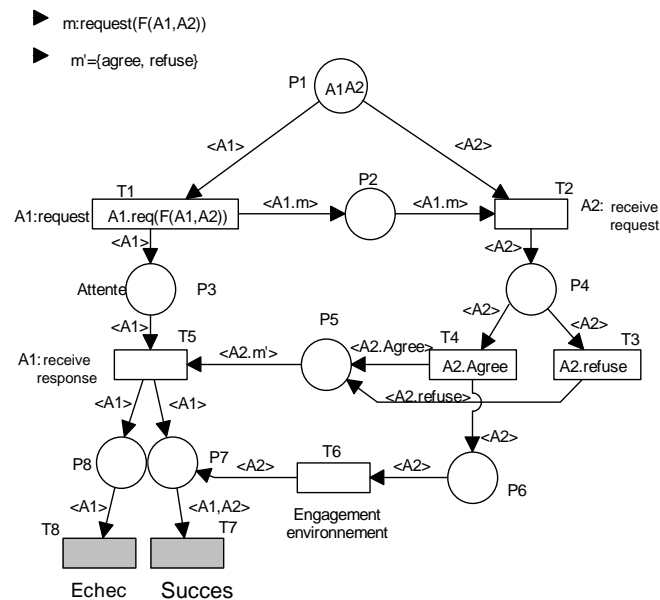 m:request(F(A1,A2))
m'={agree, refuse}
P1
A1A2
<A1>
<A2>
T1
P2
T2
A1:request
A1.req(F(A1,A2))
<A1.m>
<A1.m>
A2: receive
request
<A1>
<A2>
Attente
P3
P4
<A1>
P5
<A2>
<A2>
T5
T4
T3
A1:receive
response
<A2.m'>
<A2.Agree>
A2.Agree
A2.refuse
<A2.refuse>
<A1>
<A1>
<A2>
P8
P7
<A2>
T6
<A2>
P6
<A1>
<A1,A2>
Engagement
environnement
T8
T7
Echec
Succes